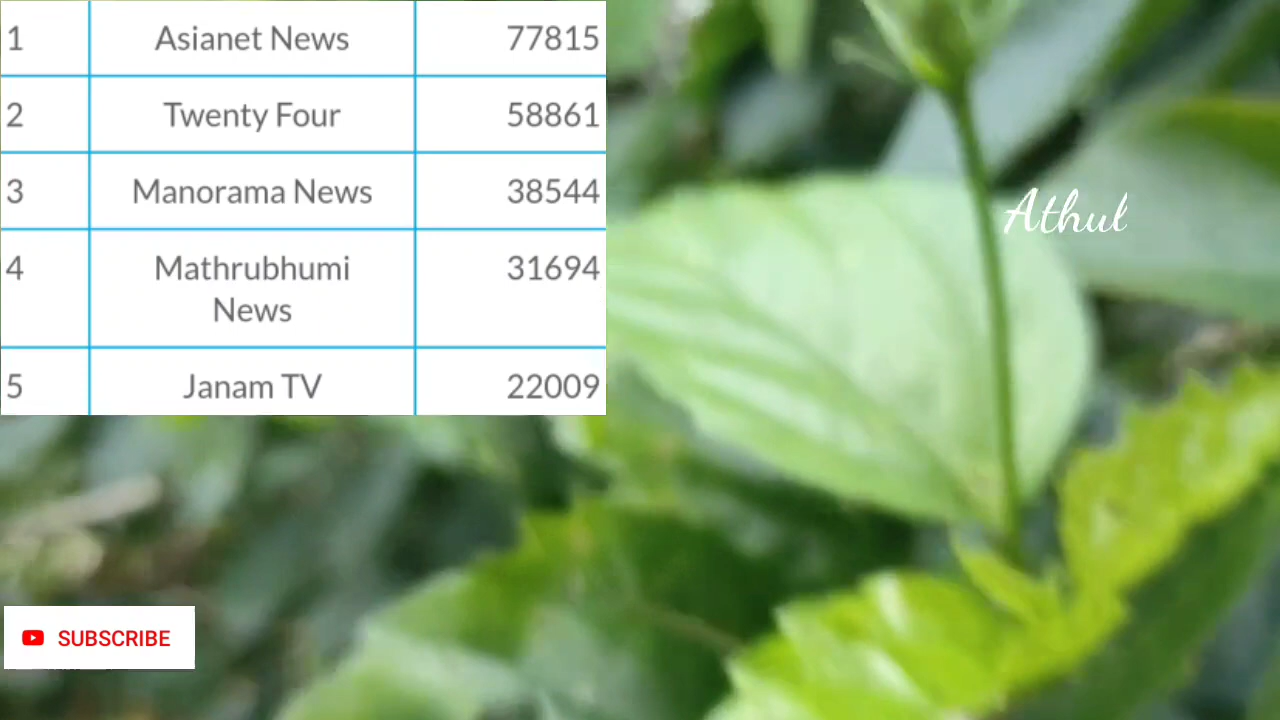 1 Asianet News 77815
2 Twenty Four 58861
3 Manorama News 38544
4 Mathrubhumi 31694
News
5 Janam TV 22009
Athul
SUBSCRIBE